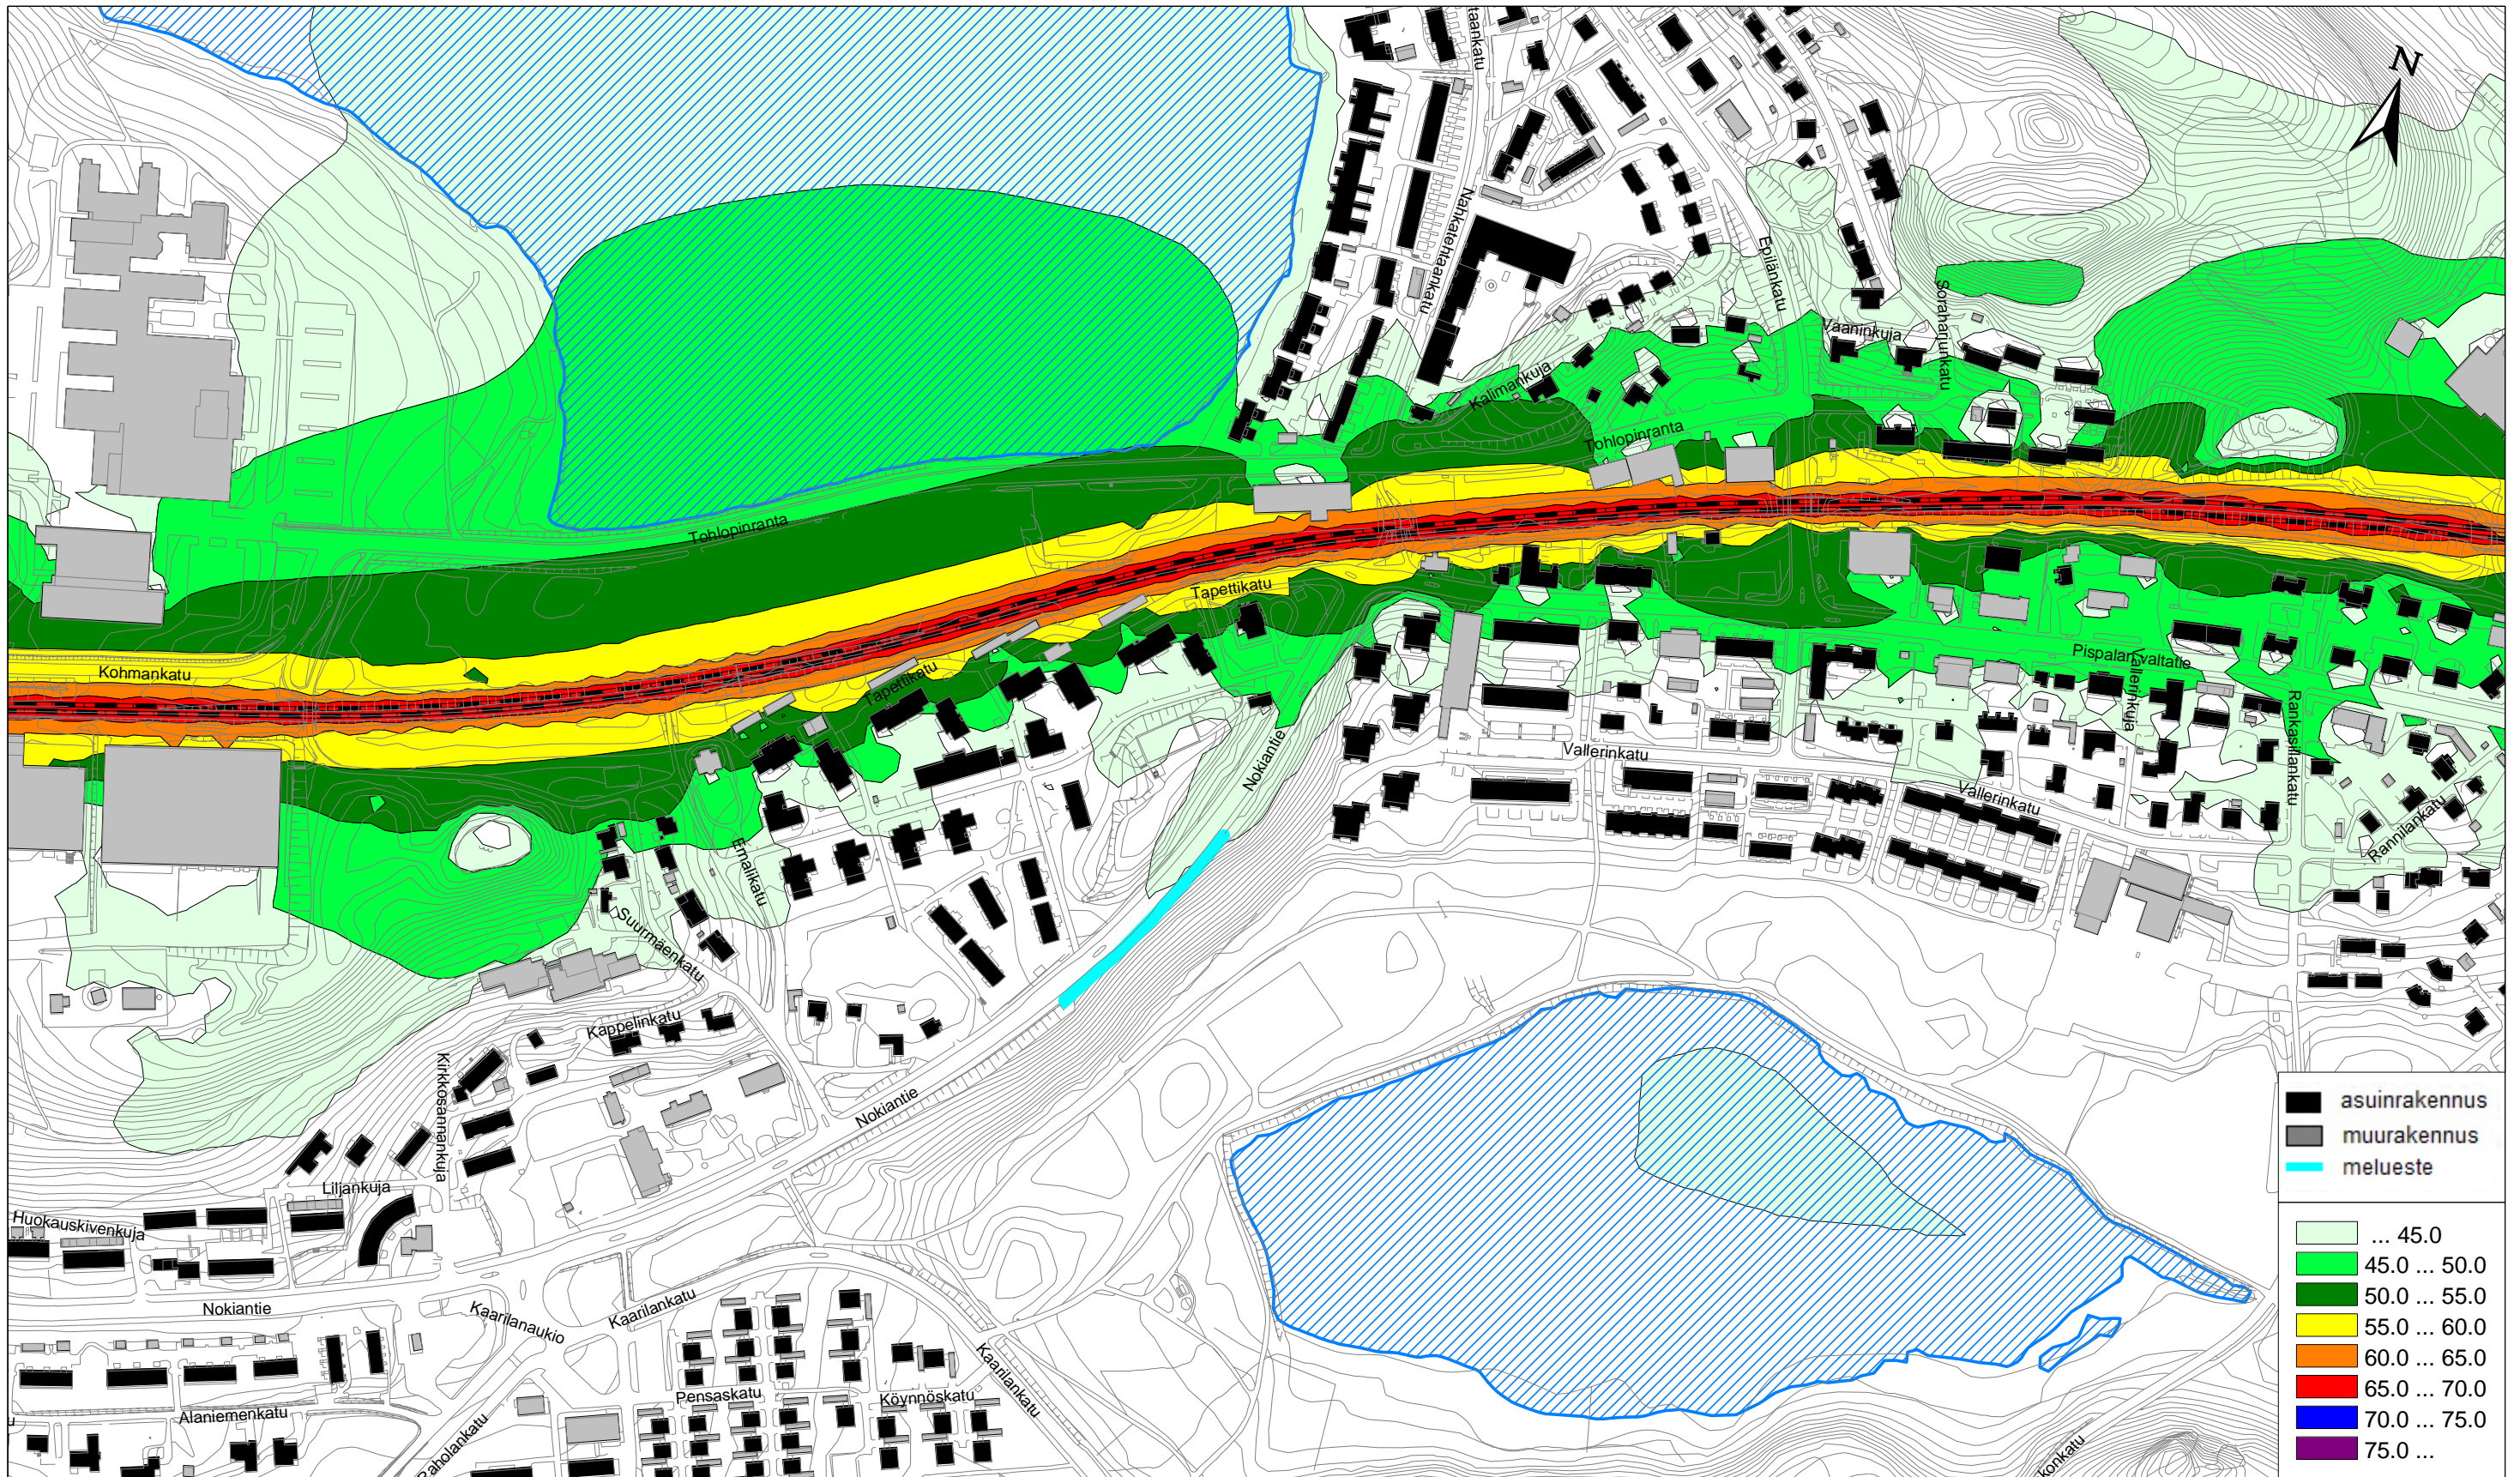 taankatu
N
Nahkatehtaankatu
Epilänkatu
Vaaninkuja
Soraharjunkatu
Kalimankuja
Tohlopinranta
Tohlopinranta
Tapettikatu
Kohmankatu
Tapettikatu
Pispalanvaltatie
Vallerinkuja
Rankasillankatu
Nokiantie
Vallerinkatu
Vallerinkatu
Rannilankatu
Emalikatu
Suurmäenkatu
Kappelinkatu
Kirkkosannankuja
Nokiantie
Liljankuja
Huokauskivenkuja
Nokiantie
Kaarilanaukio
Kaarilankatu
Kaarilankatu
Pensaskatu
Köynnöskatu
Alaniemenkatu
u
Raholankatu
konkatu
asuinrakennus
muurakennus
melueste
... 45.0
45.0 ... 50.0
50.0 ... 55.0
55.0 ... 60.0
60.0 ... 65.0
65.0 ... 70.0
70.0 ... 75.0
75.0 ...